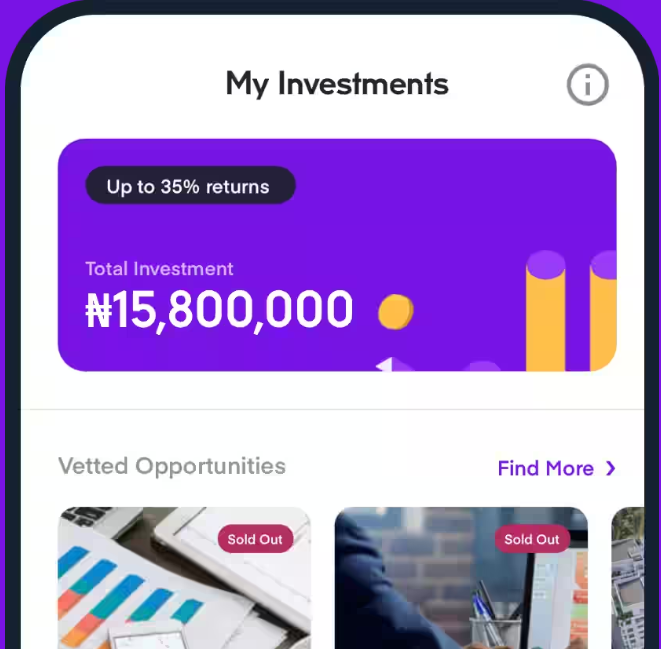 My Investments
Up to 35% returns
Total Investment
₦15,800,000
Vetted Opportunities
Find More
Sold Out
Sold Out